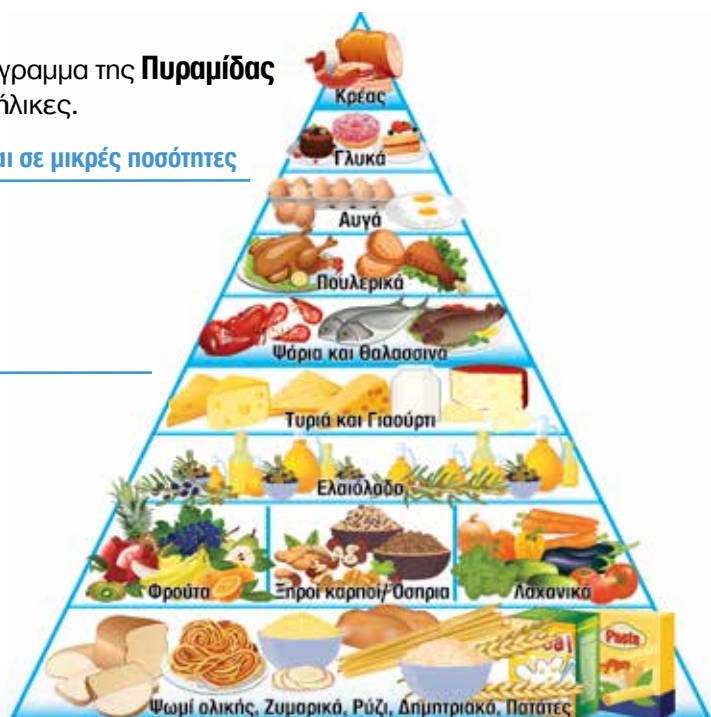 γραμμα της Πυραμίδας
ήλικες.
αι σε μικρές ποσότητες
Κρέας
Γλυκά
Αυγά
Πουλερικά
Ψάρια και θαλασσινά
Τυριά και Γιαούρτι
Ελαιόλαδο
Φρούτα
Ξηροί καρποί/ Όσπρια
Λαχανικά
Pasta
Ψωμί ολικής, Ζυμαρικά, Ρύζι, Δημητριακά, Πατάτες